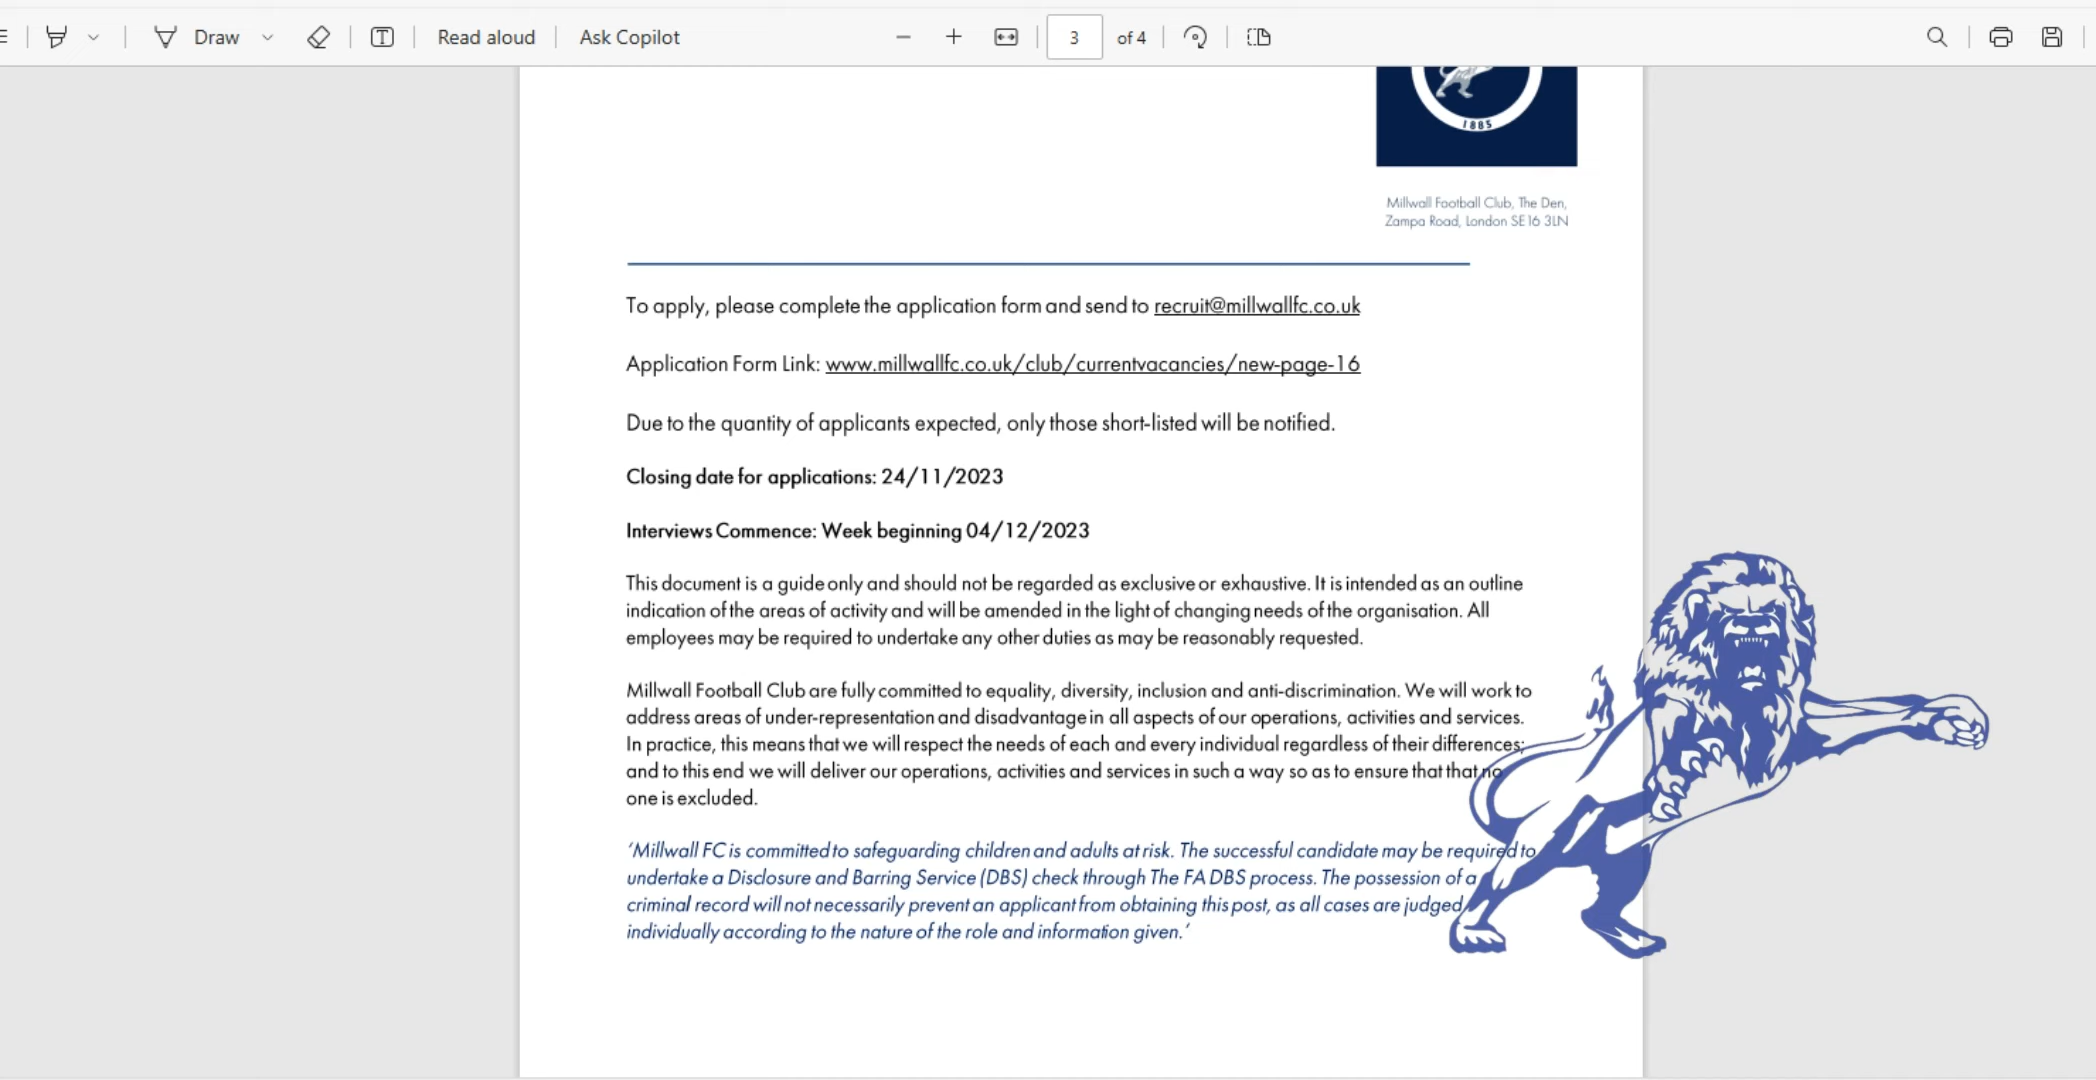 Draw
Read aloud
Ask Copilot
3
of 4
1885
Millwall Football Club, The Den,
Zampa Road, London SE16 3LN
To apply, please complete the application form and send to recruit@millwallfc.co.uk
Application Form Link: www.millwallfc.co.uk/club/currentvacancies/new-page-16
Due to the quantity of applicants expected, only those short-listed will be notified.
Closing date for applications: 24/11/2023
Interviews Commence: Week beginning 04/12/2023
This document is a guide only and should not be regarded as exclusive or exhaustive. It is intended as an outline
indication of the areas of activity and will be amended in the light of changing needs of the organisation. All
employees may be required to undertake any other duties as may be reasonably requested.
Millwall Football Club are fully committed to equality, diversity, inclusion and anti-discrimination. We will work to
address areas of under-representation and disadvantage in all aspects of our operations, activities and services.
In practice, this means that we will respect the needs of each and every individual regardless of their differences;
and to this end we will deliver our operations, activities and services in such a way so as to ensure that that no
one is excluded.
‘Millwall FC is committed to safeguarding children and adults at risk. The successful candidate may be required to
undertake a Disclosure and Barring Service (DBS) check through The FA DBS process. The possession of a
criminal record will not necessarily prevent an applicant from obtaining this post, as all cases are judged
individually according to the nature of the role and information given.’